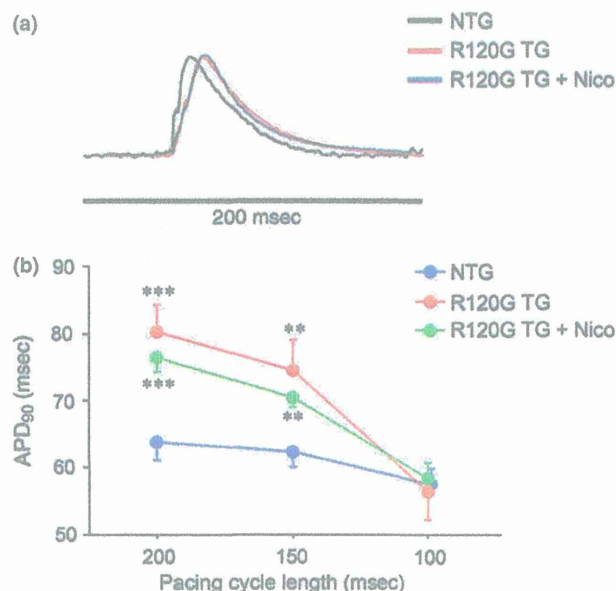 (a)
NTG
R120G TG
R120G TG + Nico
200 msec
(b)
90
80
70
60
50
APD90 (msec)
***
**
***
**
NTG
R120G TG
R120G TG + Nico
200 150 100
Pacing cycle length (msec)